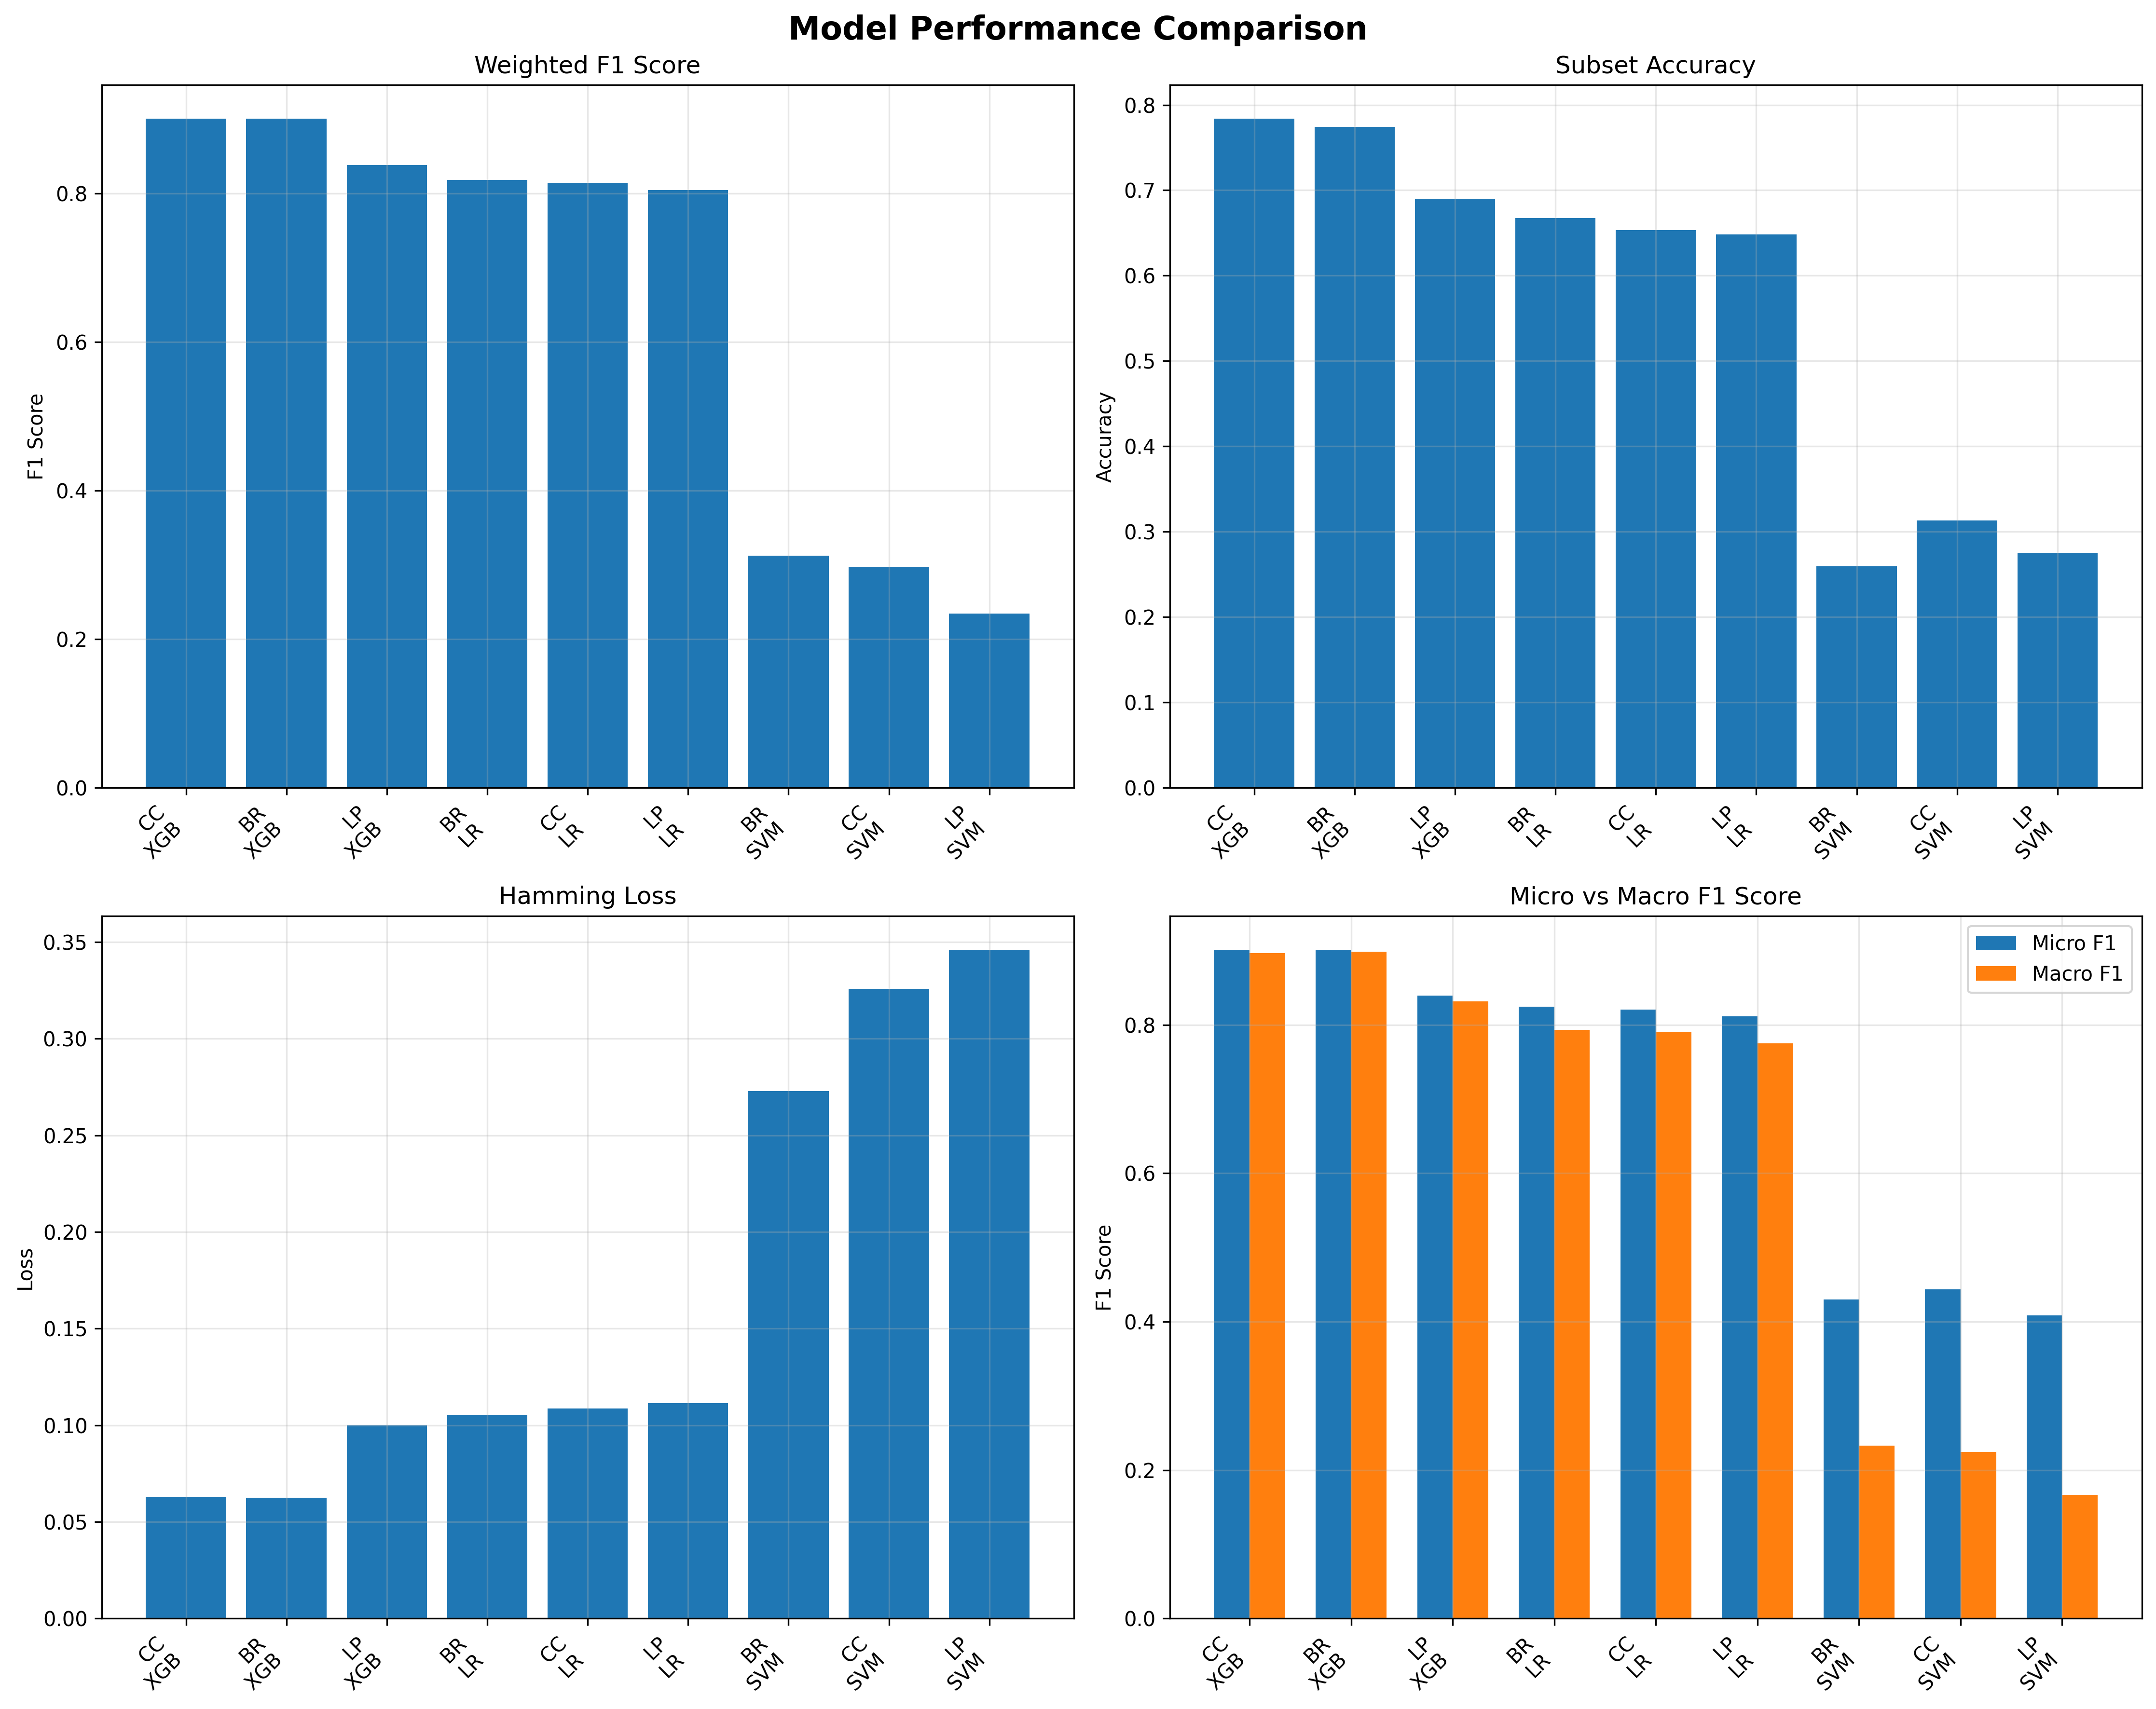 Model Performance Comparison
Weighted F1 Score
F1 Score
0.8
0.6
0.4
0.2
0.0
CC
XGB
BR
XGB
LP
XGB
BR
LR
CC
LR
LP
LR
BR
SVM
CC
SVM
LP
SVM
Subset Accuracy
Accuracy
0.8
0.7
0.6
0.5
0.4
0.3
0.2
0.1
0.0
CC
XGB
BR
XGB
LP
XGB
BR
LR
CC
LR
LP
LR
BR
SVM
CC
SVM
LP
SVM
Hamming Loss
Loss
0.35
0.30
0.25
0.20
0.15
0.10
0.05
0.00
CC
XGB
BR
XGB
LP
XGB
BR
LR
CC
LR
LP
LR
BR
SVM
CC
SVM
LP
SVM
Micro vs Macro F1 Score
F1 Score
Micro F1
Macro F1
0.8
0.6
0.4
0.2
0.0
CC
XGB
BR
XGB
LP
XGB
BR
LR
CC
LR
LP
LR
BR
SVM
CC
SVM
LP
SVM